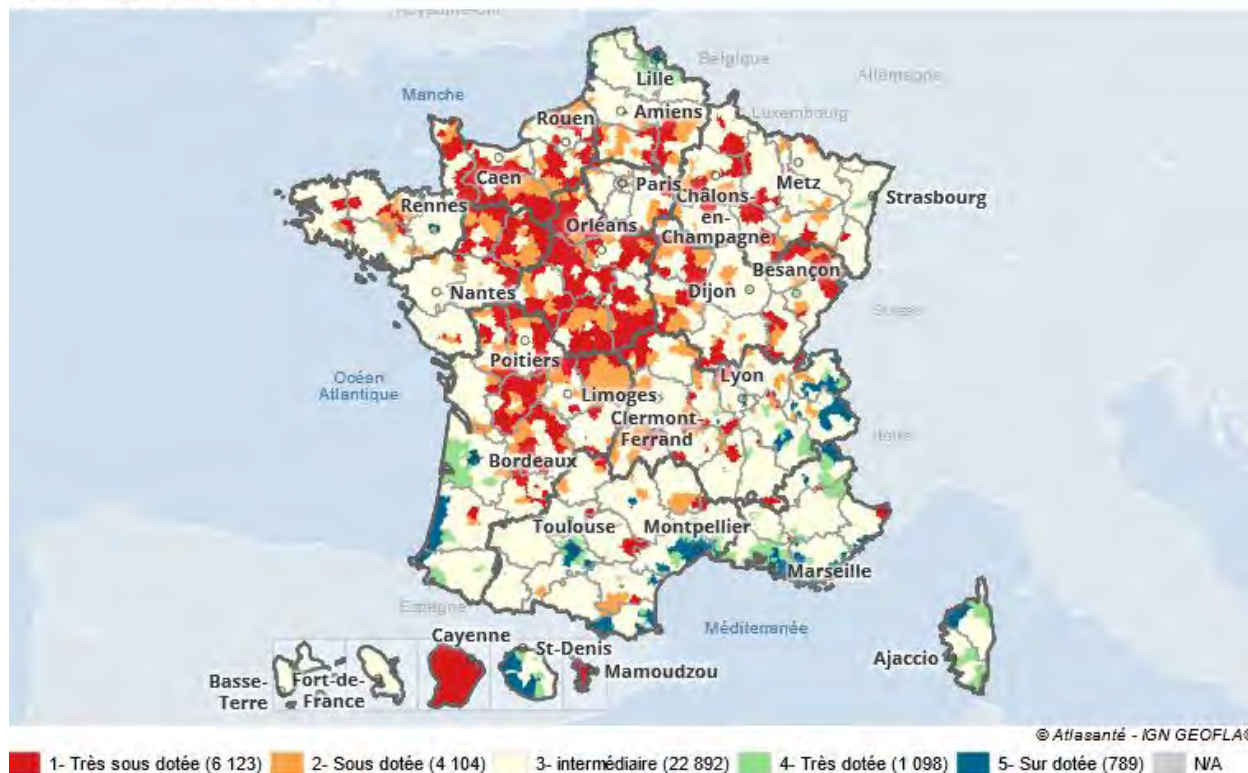 Manche
Belgique
Allemagne
Lille
Luxembourg
Rouen
Amiens
Caen
Paris
Metz
Strasbourg
Rennes
Châlons-
en-
Champagne
Orléans
Besançon
Nantes
Dijon
Suisse
Poitiers
Océan
Atlantique
Limoges
Lyon
Clermont-
Ferrand
Italie
Bordeaux
Toulouse
Montpellier
Marseille
Espagne
Méditerranée
Ajaccio
Cayenne
St-Denis
Mamoudzou
Basse-
Terre
Fort-de-
France
© Atlasanté - IGN GEOFLA©
1- Très sous dotée (6 123) 2- Sous dotée (4 104) 3- intermédiaire (22 892) 4- Très dotée (1 098) 5- Sur dotée (789) N/A